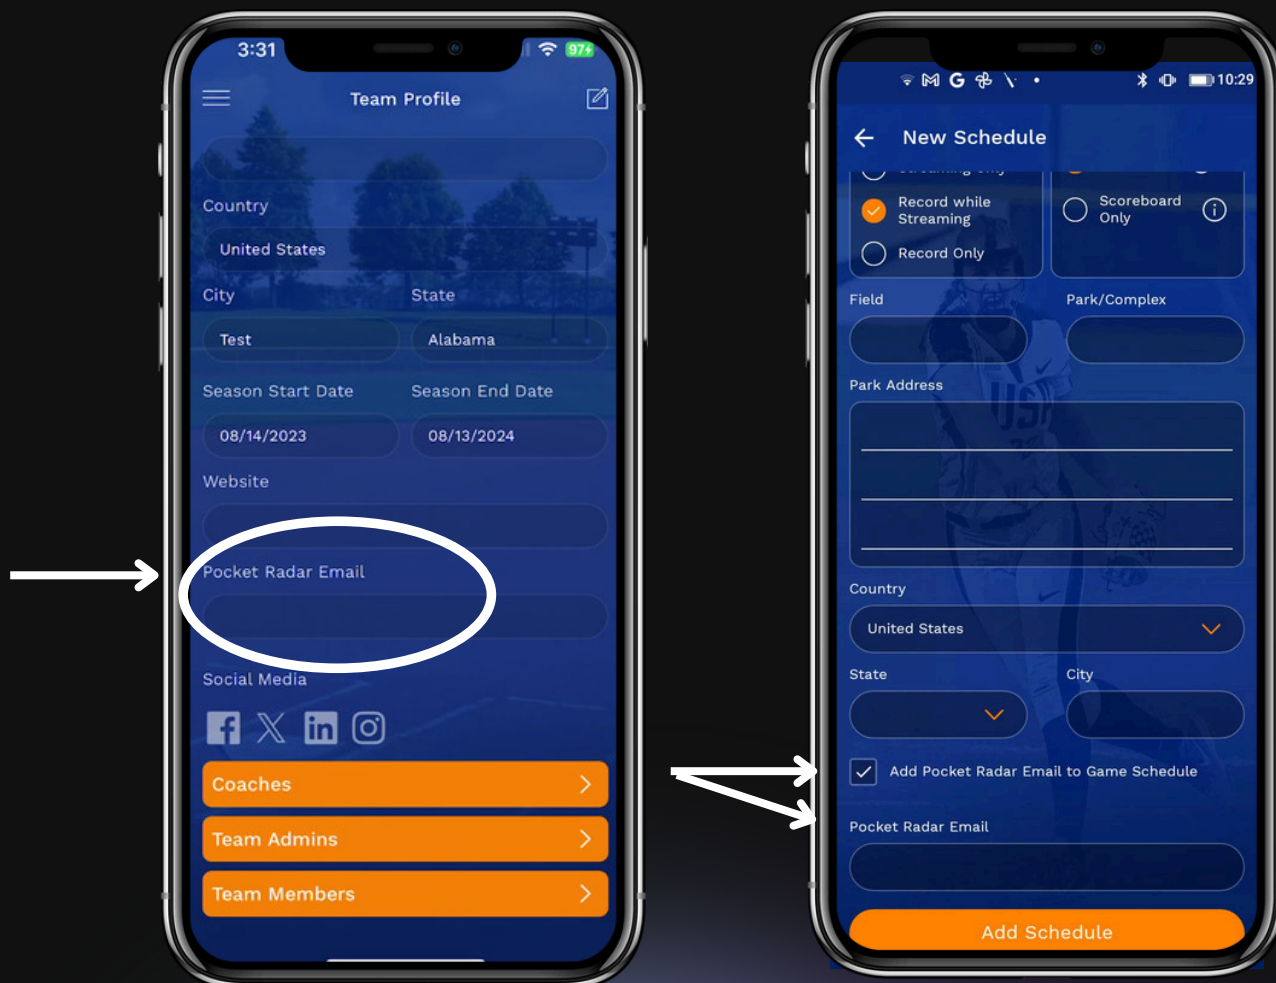 3:31
97
Team Profile
Country
United States
City
State
Test
Alabama
Season Start Date
Season End Date
08/14/2023
08/13/2024
Website
Pocket Radar Email
Social Media
Coaches
Team Admins
Team Members
10:29
New Schedule
Streaming Only
Record while
Streaming
Record Only
Scoreboard
Only
Field
Park/Complex
Park Address
Country
United States
State
City
Add Pocket Radar Email to Game Schedule
Pocket Radar Email
Add Schedule